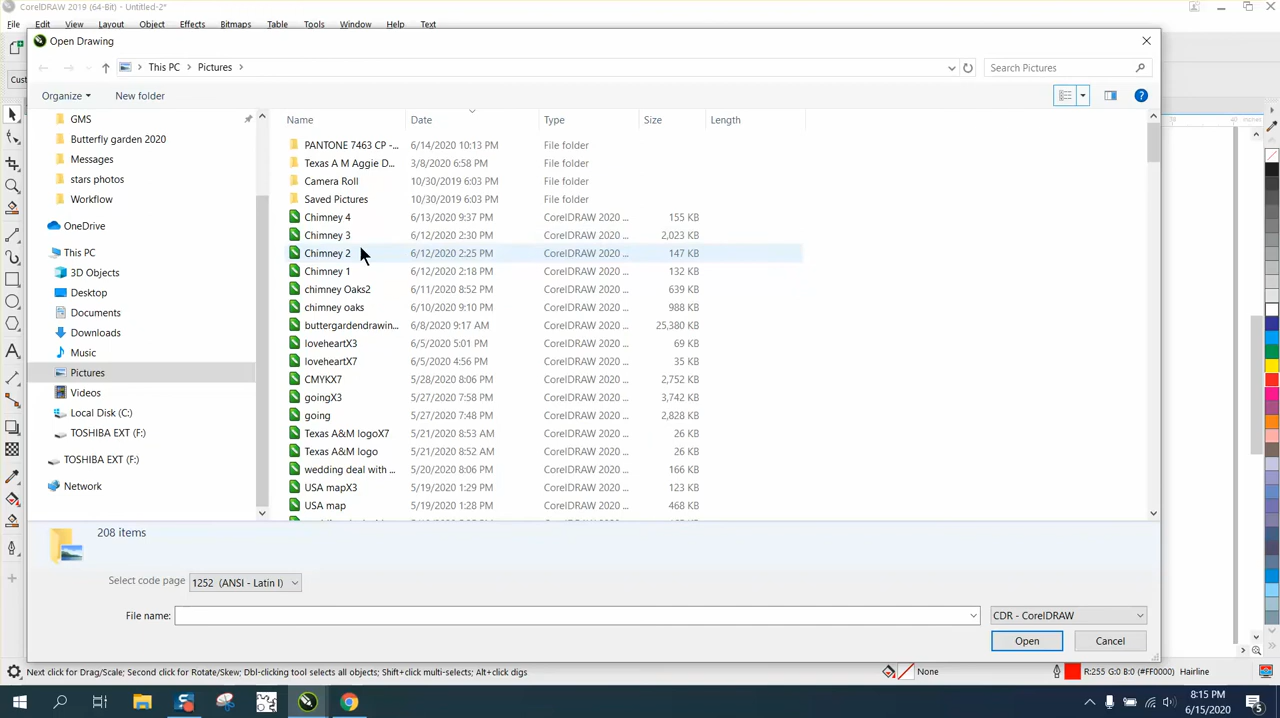 CorelDRAW 2019 (64-Bit) - Untitled-2*
File Edit View Layout Object Effects Bitmaps Table Tools Window Help Text
Open Drawing
This PC > Pictures >
Search Pictures
Organize New folder
Name Date Type Size Length
GMS
Butterfly garden 2020
Messages
stars photos
Workflow
OneDrive
This PC
3D Objects
Desktop
Documents
Downloads
Music
Pictures
Videos
Local Disk (C:)
TOSHIBA EXT (F:)
TOSHIBA EXT (F:)
Network
PANTONE 7463 CP -... 6/14/2020 10:13 PM File folder
Texas A M Aggie D... 3/8/2020 6:58 PM File folder
Camera Roll 10/30/2019 6:03 PM File folder
Saved Pictures 10/30/2019 6:03 PM File folder
Chimney 4 6/13/2020 9:37 PM CorelDRAW 2020 ... 155 KB
Chimney 3 6/12/2020 2:30 PM CorelDRAW 2020 ... 2,023 KB
Chimney 2 6/12/2020 2:25 PM CorelDRAW 2020 ... 147 KB
Chimney 1 6/12/2020 2:18 PM CorelDRAW 2020 ... 132 KB
chimney Oaks2 6/11/2020 8:52 PM CorelDRAW 2020 ... 639 KB
chimney oaks 6/10/2020 9:10 PM CorelDRAW 2020 ... 988 KB
buttergardendrawin... 6/8/2020 9:17 AM CorelDRAW 2020 ... 25,380 KB
loveheartX3 6/5/2020 5:01 PM CorelDRAW 2020 ... 69 KB
loveheartX7 6/5/2020 4:56 PM CorelDRAW 2020 ... 35 KB
CMYKX7 5/28/2020 8:06 PM CorelDRAW 2020 ... 2,752 KB
goingX3 5/27/2020 7:58 PM CorelDRAW 2020 ... 3,742 KB
going 5/27/2020 7:48 PM CorelDRAW 2020 ... 2,828 KB
Texas A&M logoX7 5/21/2020 8:53 AM CorelDRAW 2020 ... 26 KB
Texas A&M logo 5/21/2020 8:52 AM CorelDRAW 2020 ... 26 KB
wedding deal with ... 5/20/2020 8:06 PM CorelDRAW 2020 ... 166 KB
USA mapX3 5/19/2020 1:29 PM CorelDRAW 2020 ... 123 KB
USA map 5/19/2020 1:28 PM CorelDRAW 2020 ... 468 KB
208 items
Select code page 1252 (ANSI - Latin I)
File name: CDR - CorelDRAW
Open Cancel
Next click for Drag/Scale; Second click for Rotate/Skew; Dbl-clicking tool selects all objects; Shift+click multi-selects; Alt+click digs
None
R:255 G:0 B:0 (#FF0000) Hairline
8:15 PM
6/15/2020